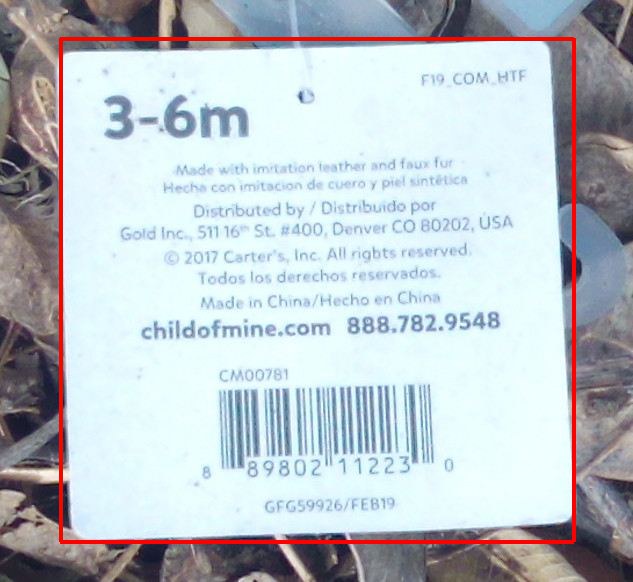 F19_COM_HTF
3-6m
Made with imitation leather and faux fur
Hecha con imitacion de cuero y piel sintética
Distributed by / Distribuido por
Gold Inc., 511 16th St. #400, Denver CO 80202, USA
© 2017 Carter's, Inc. All rights reserved.
Todos los derechos reservados.
Made in China/Hecho en China
childofmine.com 888.782.9548
CM00781
8 89802 11223 0
GFG59926/FEB19